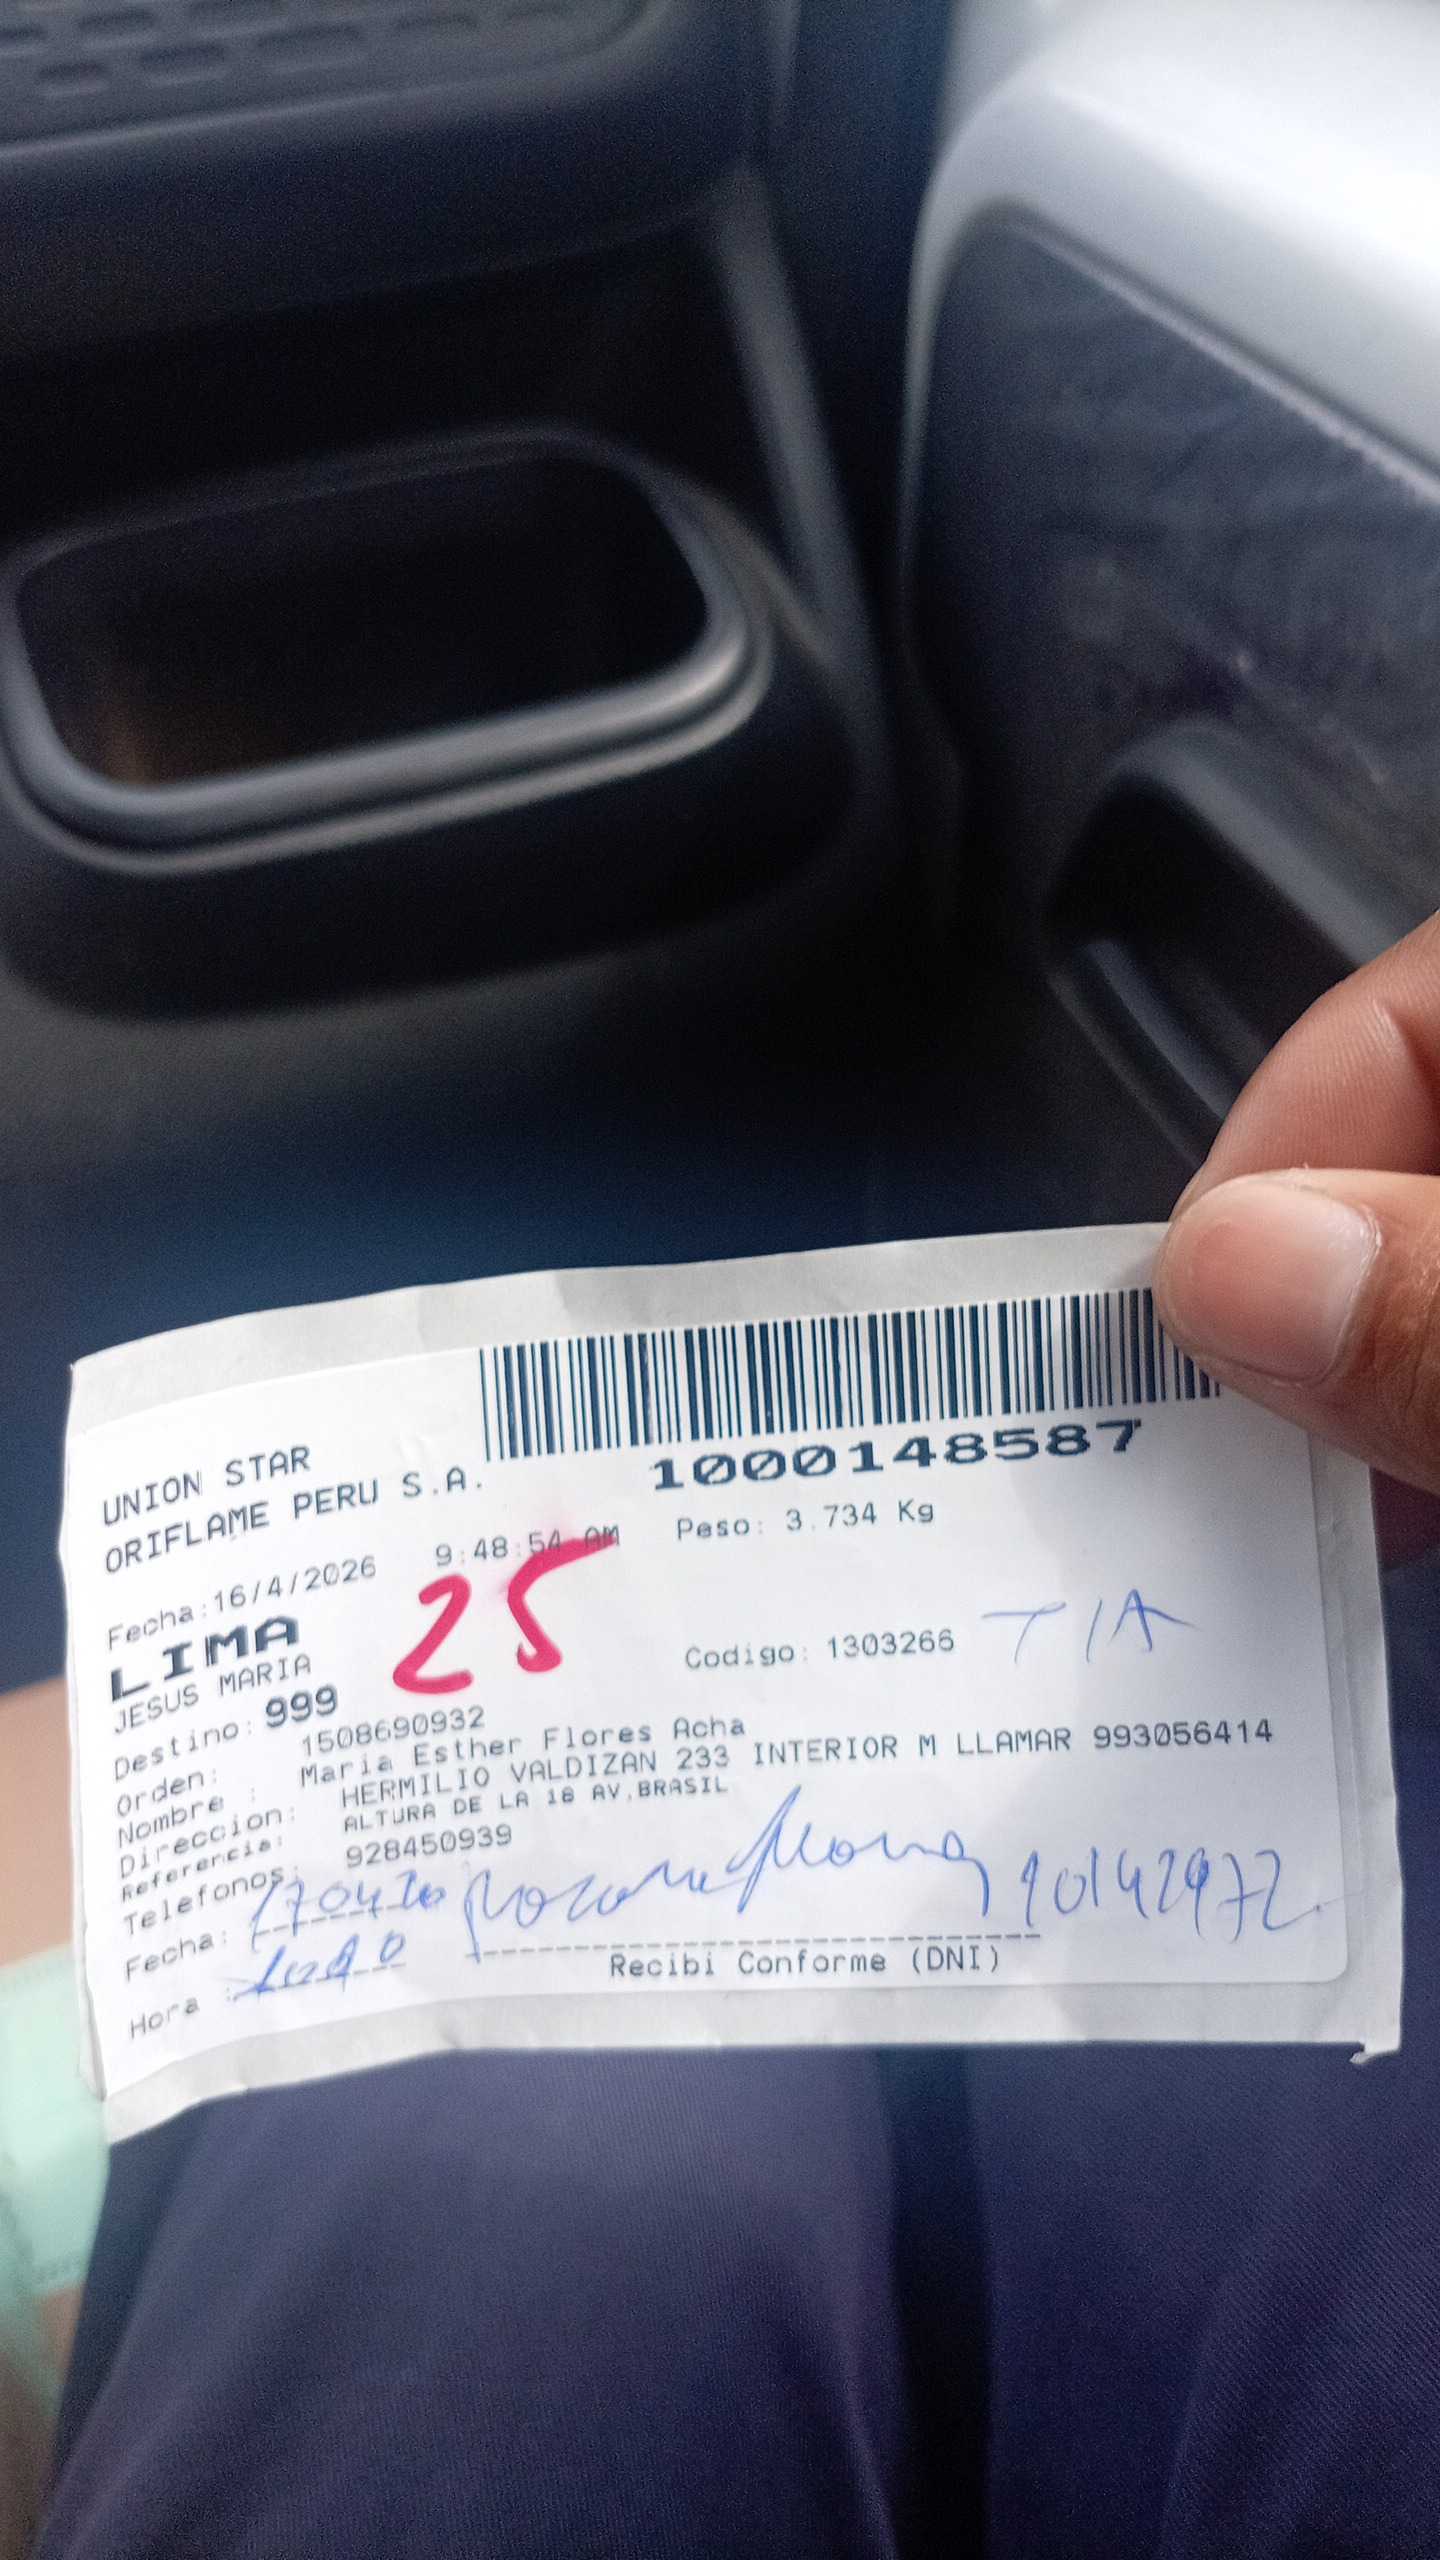 UNION STAR
ORIFLAME PERU S.A.
1000148587
Fecha:16/4/2026 9:48:54 AM Peso: 3.734 Kg
25
LIMA
JESUS MARIA
Codigo: 1303266 TIA
Destino: 999
Orden: 1508690932
Nombre : Maria Esther Flores Acha
Direccion: HERMILIO VALDIZAN 233 INTERIOR M LLAMAR 993056414
Referencia: ALTURA DE LA 18 AV.BRASIL
Telefonos: 928450939
Fecha: 10142972
Hora :
Recibi Conforme (DNI)